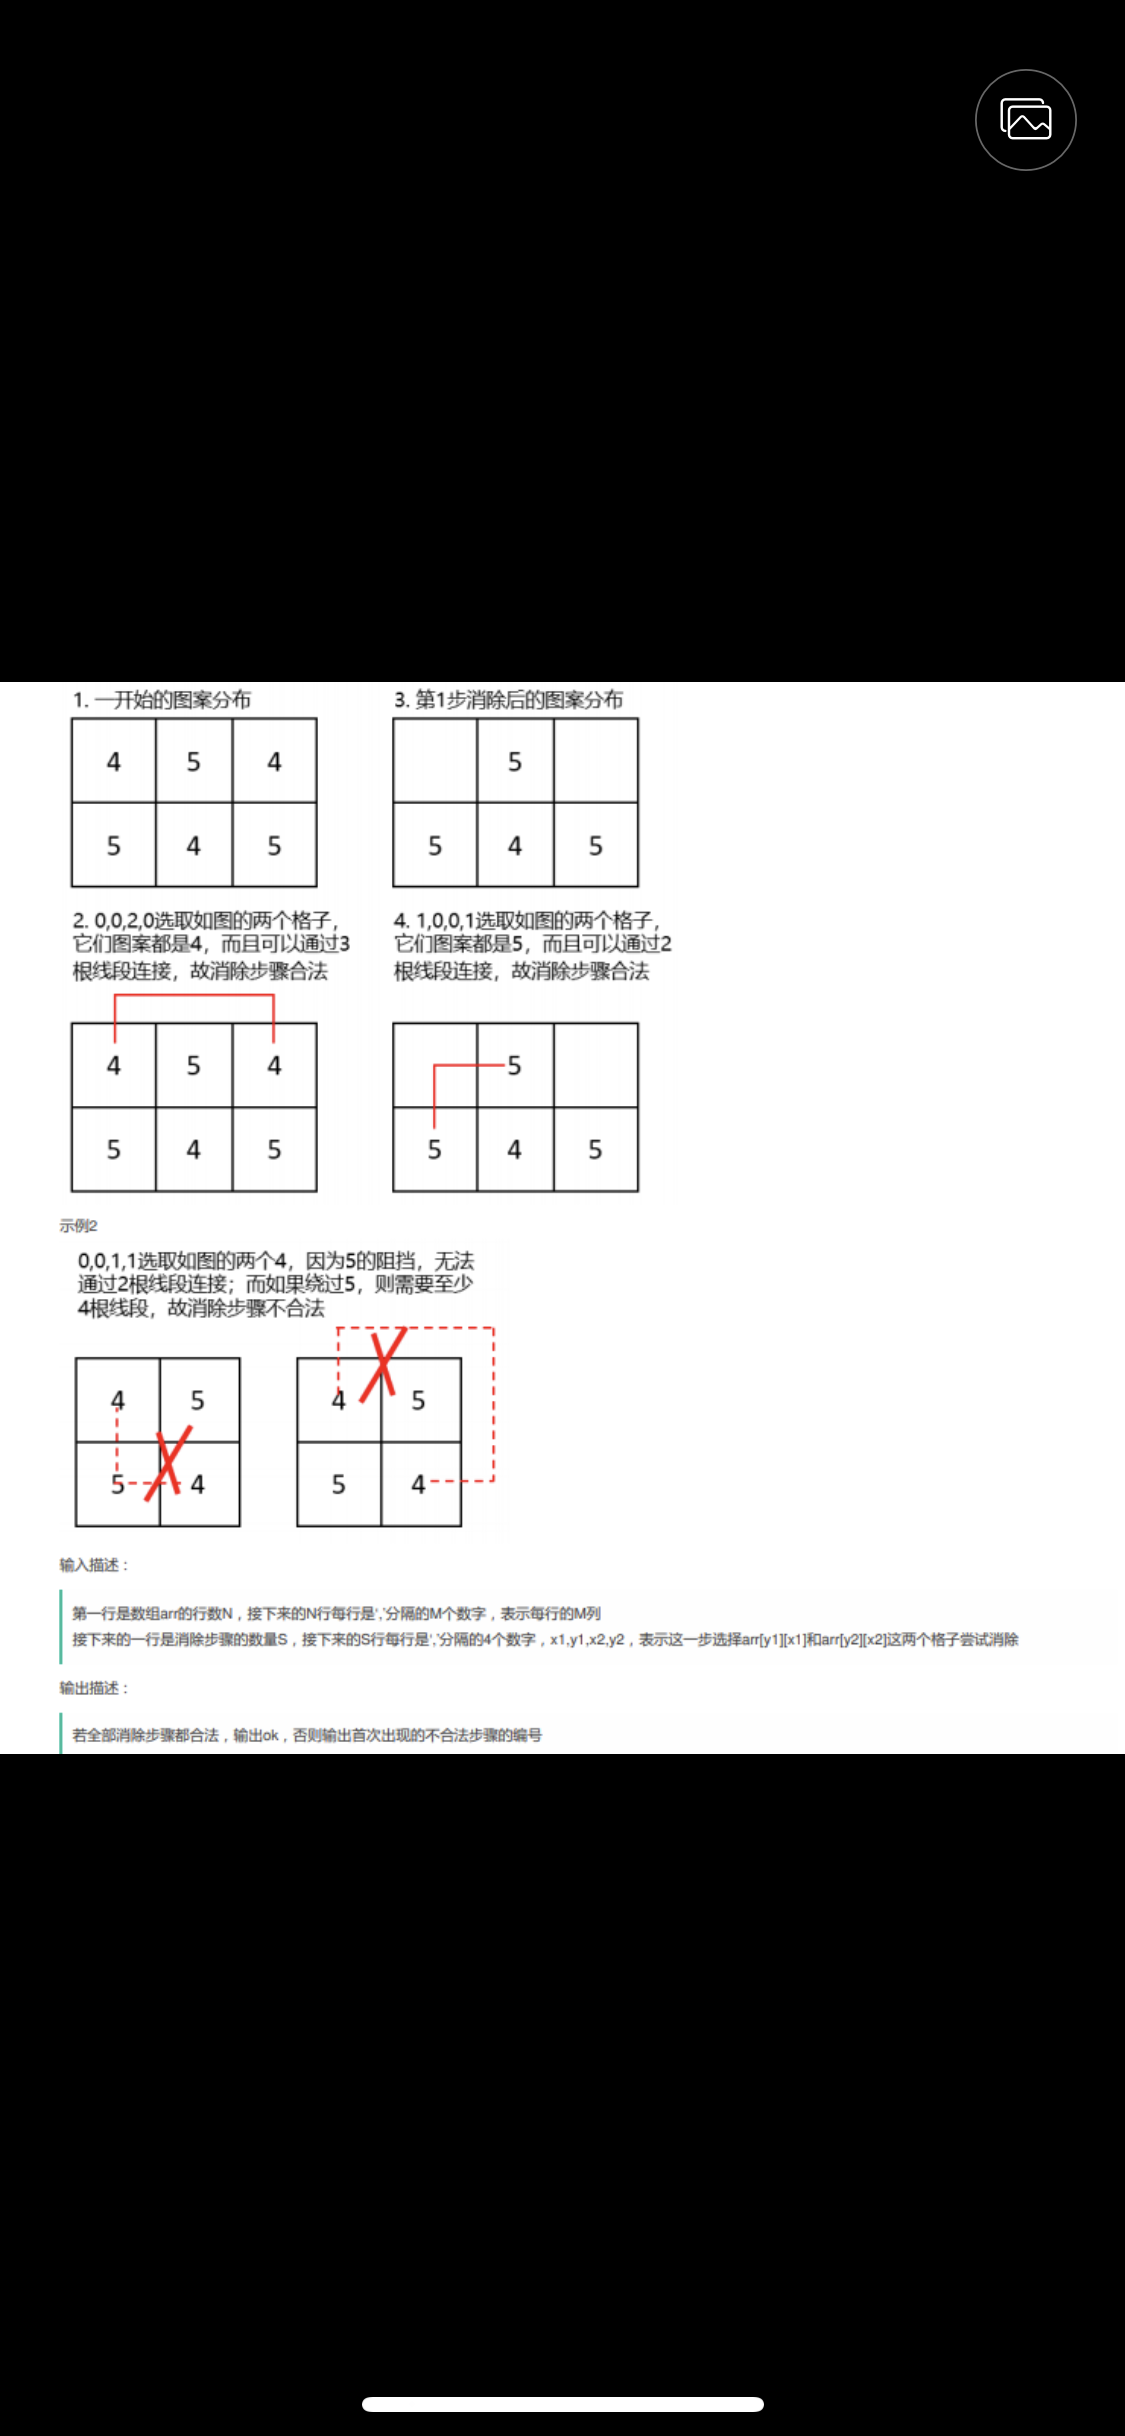 1. 一开始的图案分布
4 5 4
5 4 5
2. 0,0,2,0选取如图的两个格子，
它们图案都是4，而且可以通过3
根线段连接，故消除步骤合法
4 5 4
5 4 5
3. 第1步消除后的图案分布
5
5 4 5
4. 1,0,0,1选取如图的两个格子，
它们图案都是5，而且可以通过2
根线段连接，故消除步骤合法
5
5 4 5
示例2
0,0,1,1选取如图的两个4，因为5的阻挡，无法
通过2根线段连接；而如果绕过5，则需要至少
4根线段，故消除步骤不合法
4 5
5 4
4 5
5 4
输入描述：
第一行是数组arr的行数N，接下来的N行每行是','分隔的M个数字，表示每行的M列
接下来的一行是消除步骤的数量S，接下来的S行每行是','分隔的4个数字，x1,y1,x2,y2，表示这一步选择arr[y1][x1]和arr[y2][x2]这两个格子尝试消除
输出描述：
若全部消除步骤都合法，输出ok，否则输出首次出现的不合法步骤的编号